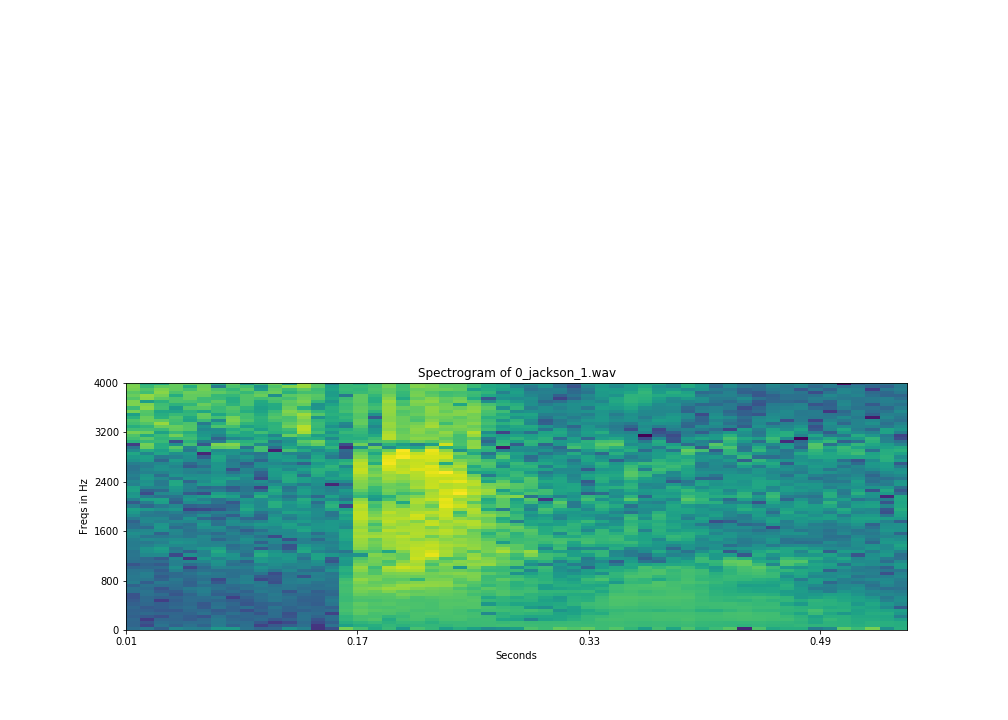 Spectrogram of 0_jackson_1.wav
4000
3200
2400
1600
800
0
Freqs in Hz
0.01 0.17 0.33 0.49
Seconds